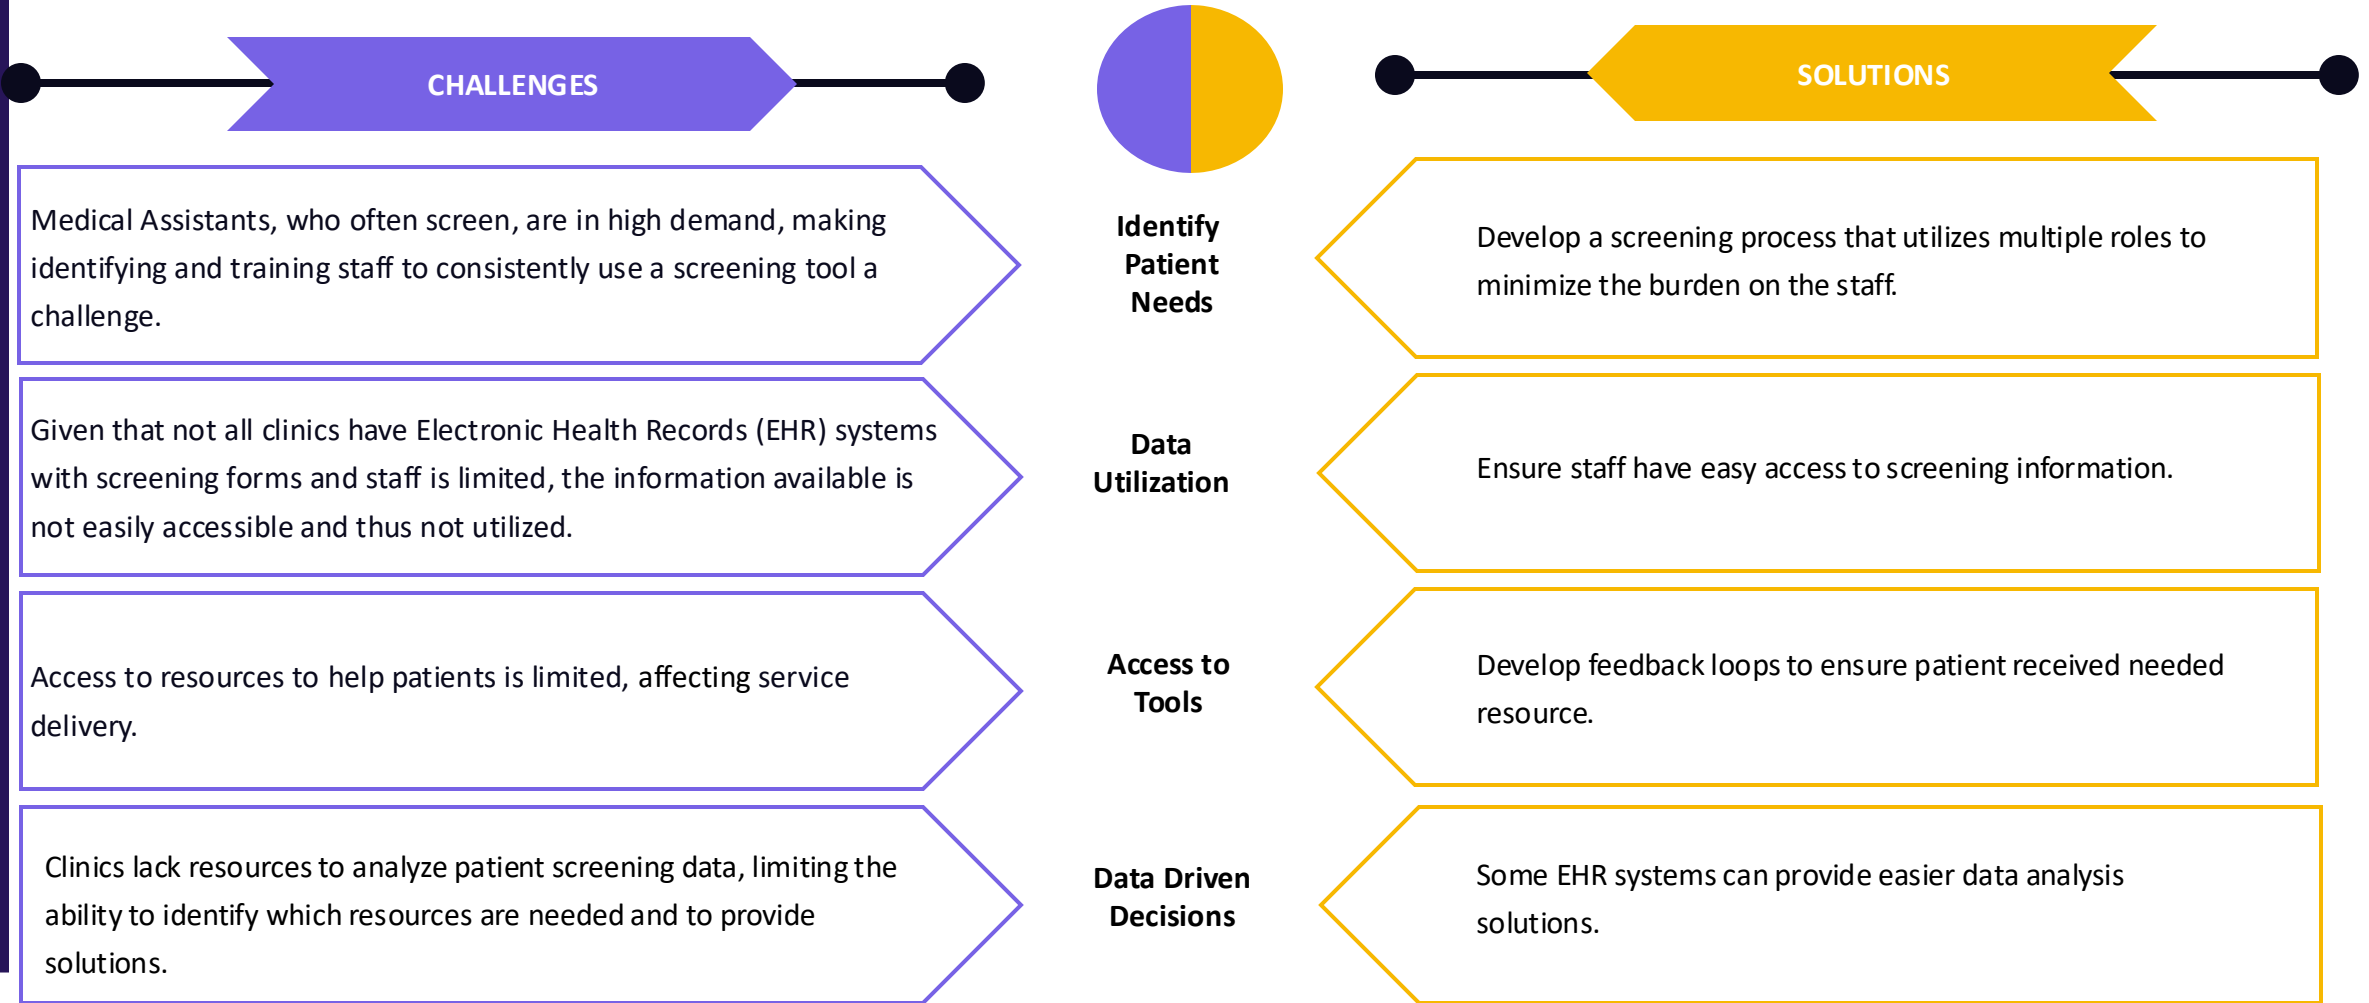 CHALLENGES
SOLUTIONS
Medical Assistants, who often screen, are in high demand, making
identifying and training staff to consistently use a screening tool a
challenge.
Identify
Patient
Needs
Develop a screening process that utilizes multiple roles to
minimize the burden on the staff.
Given that not all clinics have Electronic Health Records (EHR) systems
with screening forms and staff is limited, the information available is
not easily accessible and thus not utilized.
Data
Utilization
Ensure staff have easy access to screening information.
Access to resources to help patients is limited, affecting service
delivery.
Access to
Tools
Develop feedback loops to ensure patient received needed
resource.
Clinics lack resources to analyze patient screening data, limiting the
ability to identify which resources are needed and to provide
solutions.
Data Driven
Decisions
Some EHR systems can provide easier data analysis
solutions.